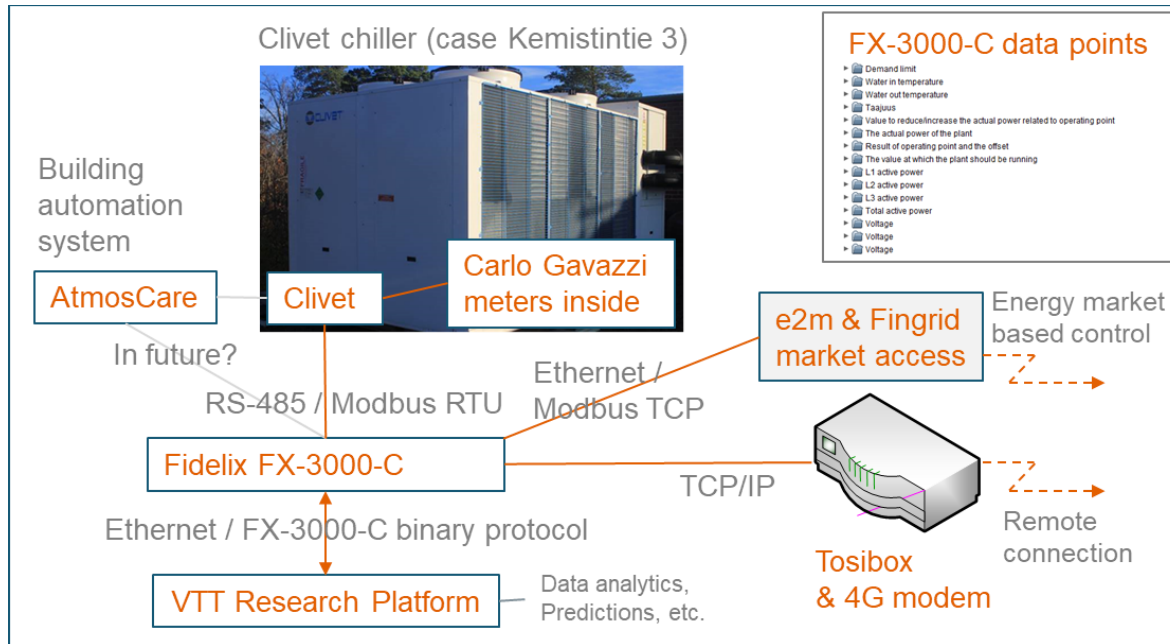 Clivet chiller (case Kemistintie 3)
CLIVET
FX-3000-C data points
Demand limit
Water in temperature
Water out temperature
Taajuus
Value to reduce/increase the actual power related to operating point
The actual power of the plant
Result of operating point and the offset
The value at which the plant should be running
L1 active power
L2 active power
L3 active power
Total active power
Voltage
Voltage
Voltage
Building
automation
system
AtmosCare
Clivet
Carlo Gavazzi
meters inside
e2m & Fingrid
market access
Energy market
based control
In future?
RS-485 / Modbus RTU
Ethernet /
Modbus TCP
Fidelix FX-3000-C
TCP/IP
Ethernet / FX-3000-C binary protocol
Remote
connection
VTT Research Platform
Data analytics,
Predictions, etc.
Tosibox
& 4G modem